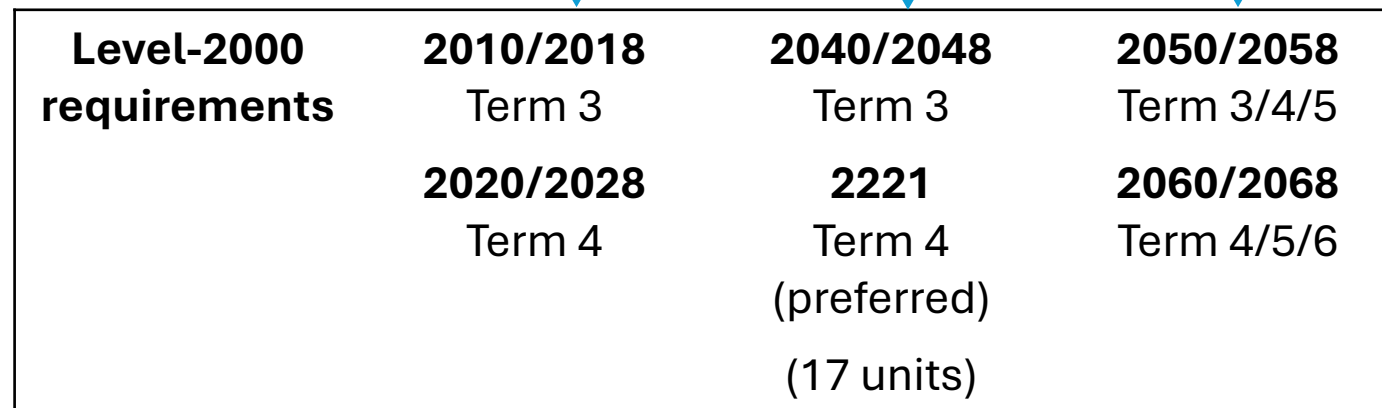 Level-2000 2010/2018 2040/2048 2050/2058
requirements Term 3 Term 3 Term 3/4/5
2020/2028 2221 2060/2068
Term 4 Term 4 Term 4/5/6
(preferred)
(17 units)